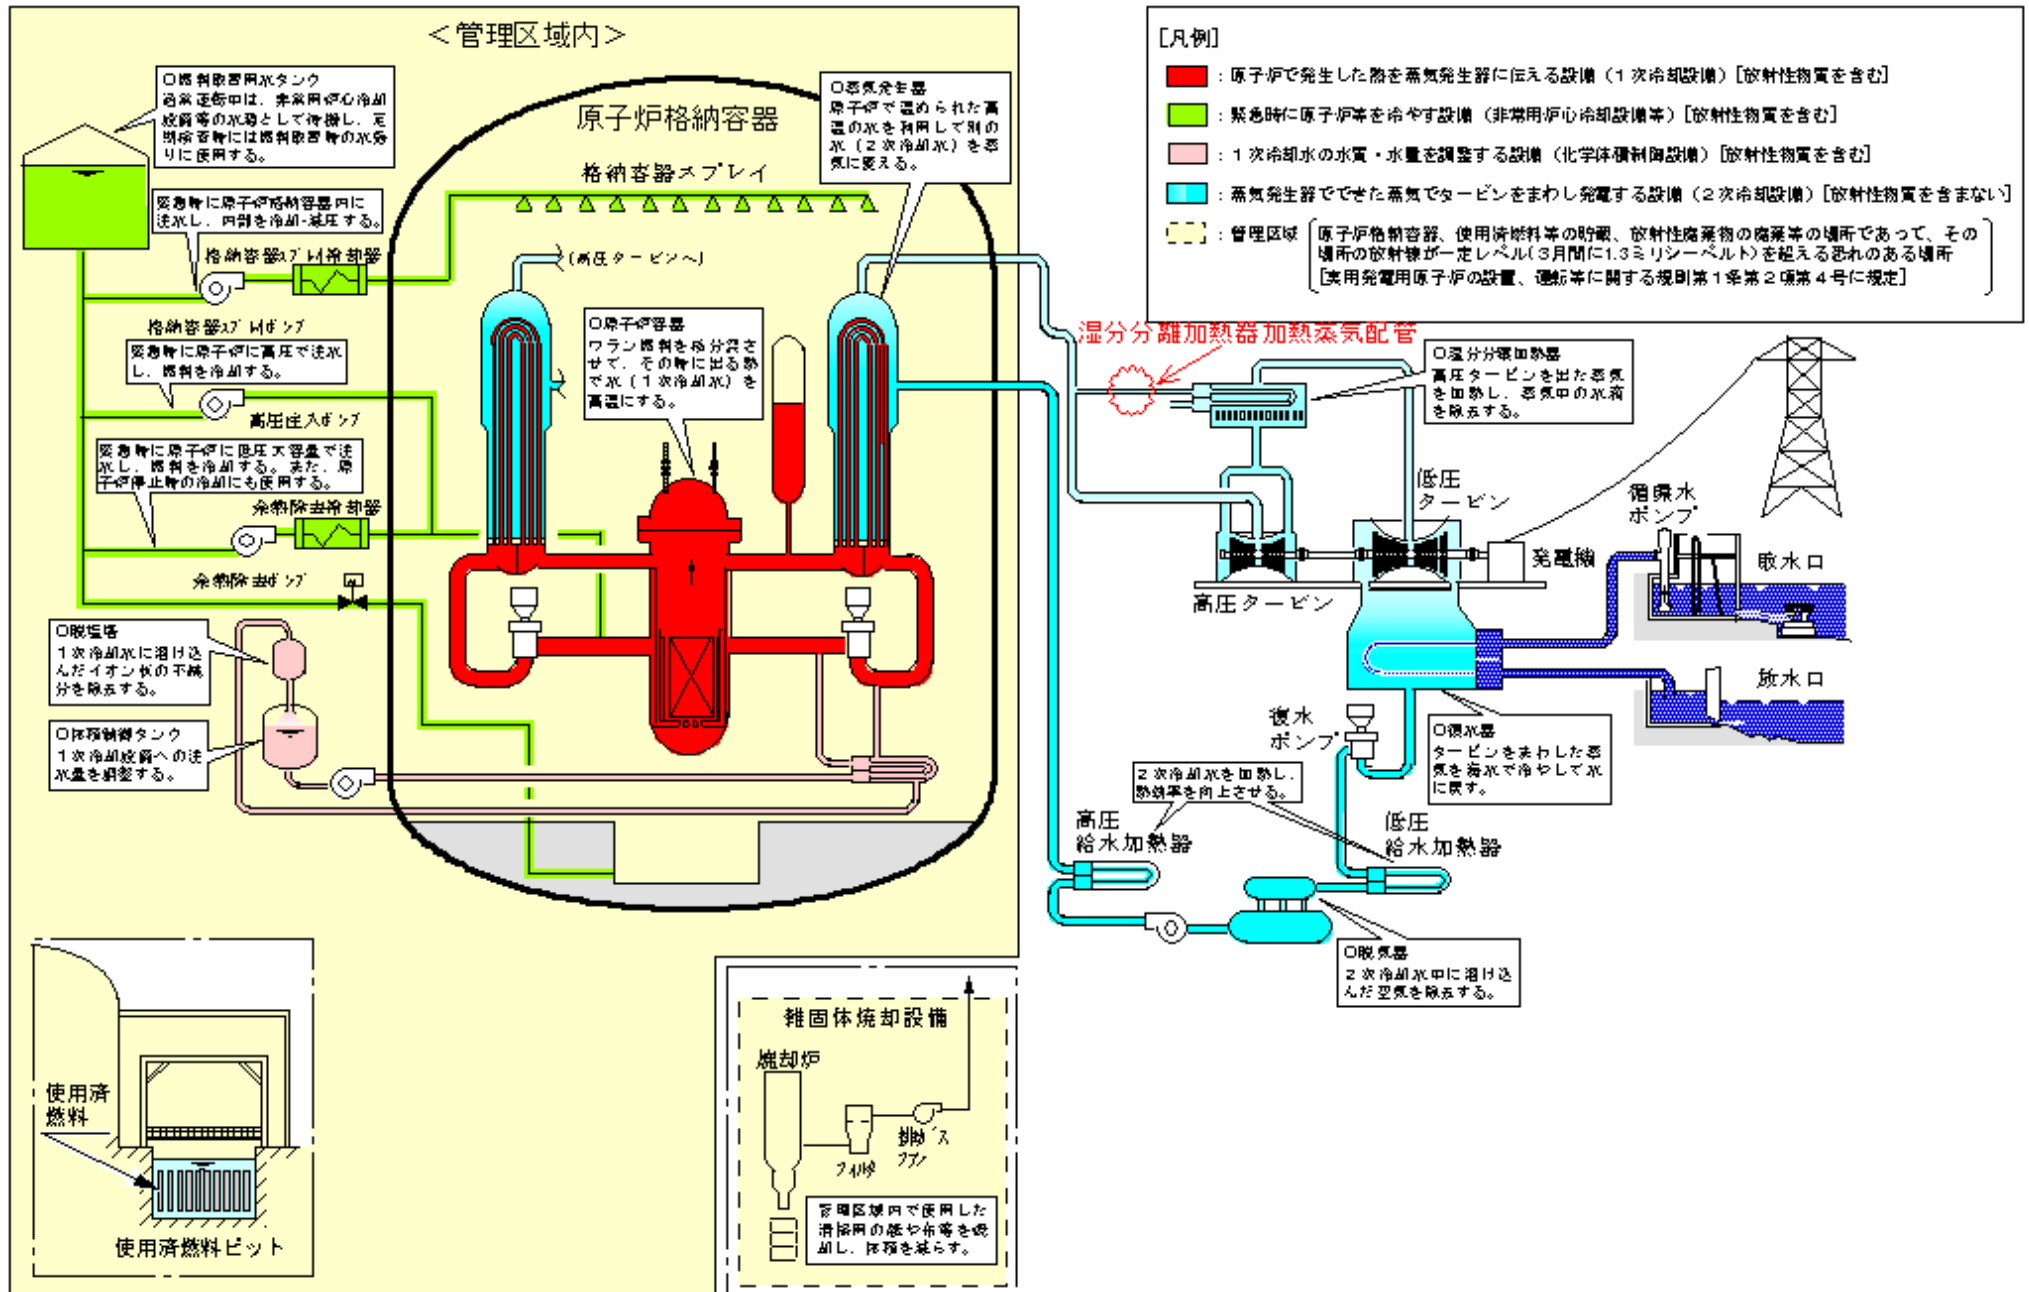 ＜管理区域内＞
○燃料取替用水タンク
通常運転中は、非常用炉心冷却
設備等の水源として待機し、定
期検査時には燃料取替時の水張
りに使用する。
緊急時に原子炉格納容器内に
注水し、内部を冷却・減圧する。
格納容器ｽﾌﾟﾚｲ冷却器
格納容器ｽﾌﾟﾚｲﾎﾟﾝﾌﾟ
緊急時に原子炉に高圧で注水
し、燃料を冷却する。
高圧注入ﾎﾟﾝﾌﾟ
緊急時に原子炉に低圧大容量で注
水し、燃料を冷却する。また、原
子炉停止時の冷却にも使用する。
余熱除去冷却器
余熱除去ﾎﾟﾝﾌﾟ
○脱塩塔
１次冷却水に溶け込
んだイオン状の不純
分を除去する。
○体積制御タンク
１次冷却設備への注
水量を調整する。
原子炉格納容器
格納容器スプレイ
(高圧タービンへ)
○原子炉容器
ウラン燃料を核分裂さ
せて、その時に出る熱
で水（１次冷却水）を
高温にする。
○蒸気発生器
原子炉で温められた高
温の水を利用して別の
水（２次冷却水）を蒸
気に変える。
[凡例]
：原子炉で発生した熱を蒸気発生器に伝える設備（１次冷却設備）[放射性物質を含む]
：緊急時に原子炉等を冷やす設備（非常用炉心冷却設備等）[放射性物質を含む]
：１次冷却水の水質・水量を調整する設備（化学体積制御設備）[放射性物質を含む]
：蒸気発生器でできた蒸気でタービンをまわし発電する設備（２次冷却設備）[放射性物質を含まない]
：管理区域
原子炉格納容器、使用済燃料等の貯蔵、放射性廃棄物の廃棄等の場所であって、その
場所の放射線が一定レベル(３月間に1.3ミリシーベルト)を超える恐れのある場所
[実用発電用原子炉の設置、運転等に関する規則第１条第２項第４号に規定]
湿分分離加熱器加熱蒸気配管
○湿分分離加熱器
高圧タービンを出た蒸気
を加熱し、蒸気中の水滴
を除去する。
低圧
タービン
高圧タービン
発電機
循環水
ポンプ
取水口
放水口
復水
ポンプ
○復水器
タービンをまわした蒸
気を海水で冷やして水
に戻す。
２次冷却水を加熱し、
熱効率を向上させる。
高圧
給水加熱器
低圧
給水加熱器
○脱気器
２次冷却水中に溶け込
んだ空気を除去する。
使用済
燃料
使用済燃料ピット
雑固体焼却設備
焼却炉
ﾌｨﾙﾀ
排ｶﾞｽ
ﾌｧﾝ
管理区域内で使用した
清掃用の紙や布等を焼
却し、体積を減らす。